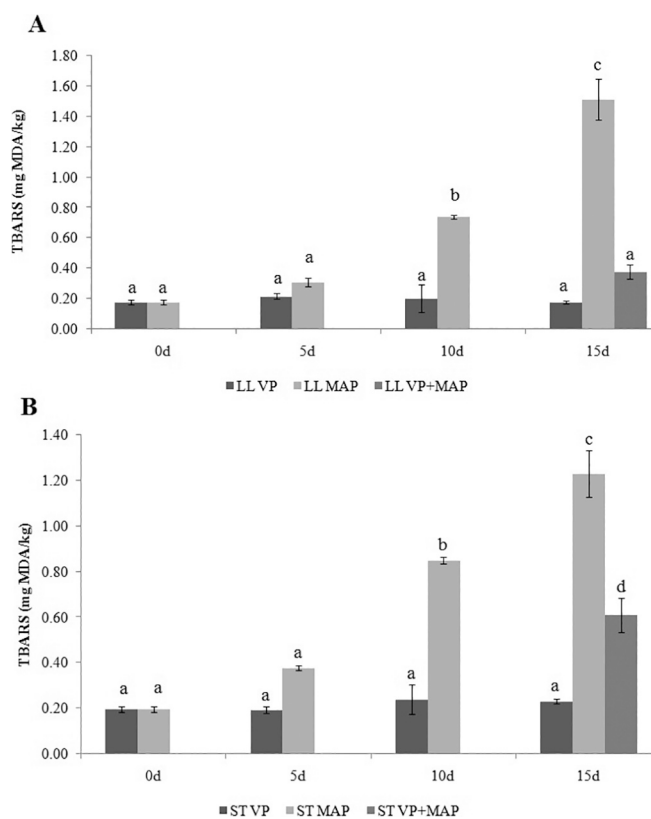 A
TBARS (mg MDA/kg)
1.80
1.60
1.40
1.20
1.00
0.80
0.60
0.40
0.20
0.00
a a
a a
a b
a c a
0d 5d 10d 15d
LL VP LL MAP LL VP+MAP
B
TBARS (mg MDA/kg)
1.40
1.20
1.00
0.80
0.60
0.40
0.20
0.00
a a
a a
a b
a c d
0d 5d 10d 15d
ST VP ST MAP ST VP+MAP